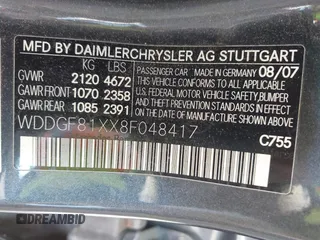 MFD BY DAIMLERCHRYSLER AG STUTTGART
KG LBS
GVWR 2120 4672
GAWR FRONT 1070 2358
GAWR REAR 1085 2391
PASSENGER CAR MADE IN GERMANY 08/07
THIS VEHICLE CONFORMS TO ALL APPLICABLE
U.S. FEDERAL MOTOR VEHICLE SAFETY, BUMPER,
AND THEFT PREVENTION STANDARDS IN EFFECT
ON THE DATE OF MANUFACTURE SHOWN ABOVE.
WDDGF81XX8F048417
C755
DREAMBID